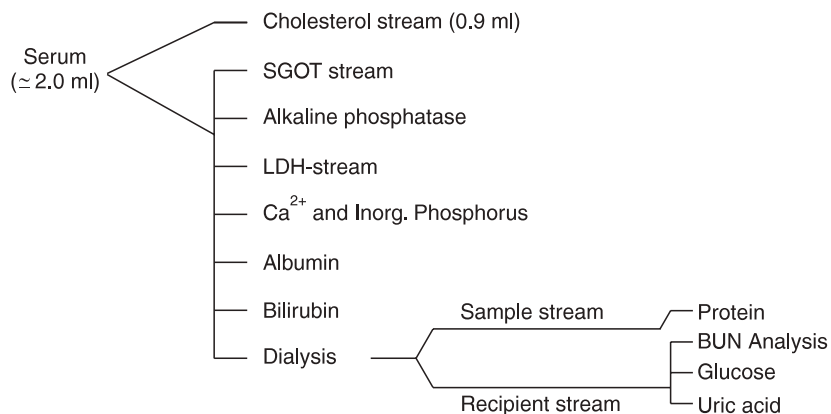 Cholesterol stream (0.9 ml)
Serum
(≃ 2.0 ml)
SGOT stream
Alkaline phosphatase
LDH-stream
Ca²⁺ and Inorg. Phosphorus
Albumin
Bilirubin
Sample stream
Protein
BUN Analysis
Dialysis
Glucose
Recipient stream
Uric acid